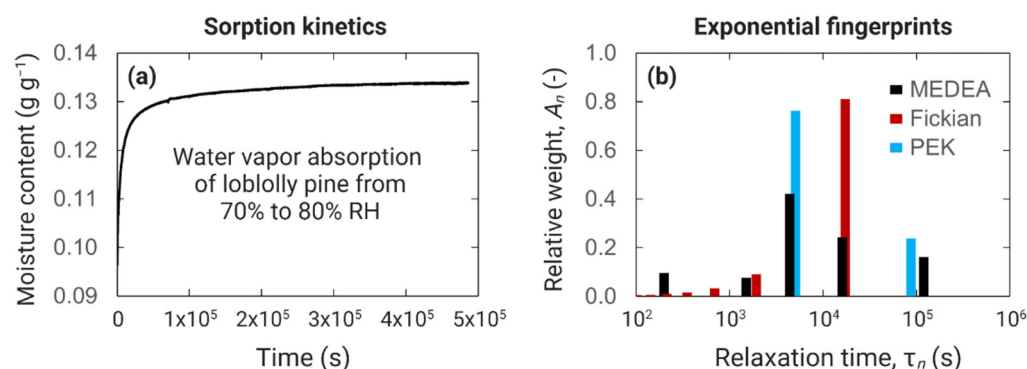 Sorption kinetics
0.14
0.13
0.12
0.11
0.10
0.09
Moisture content (g g⁻¹)
(a)
Water vapor absorption
of loblolly pine from
70% to 80% RH
0
1x10⁵
2x10⁵
3x10⁵
4x10⁵
5x10⁵
Time (s)
Exponential fingerprints
1.0
0.8
0.6
0.4
0.2
0.0
Relative weight, Aₙ (-)
(b)
MEDEA
Fickian
PEK
10²
10³
10⁴
10⁵
10⁶
Relaxation time, τₙ (s)